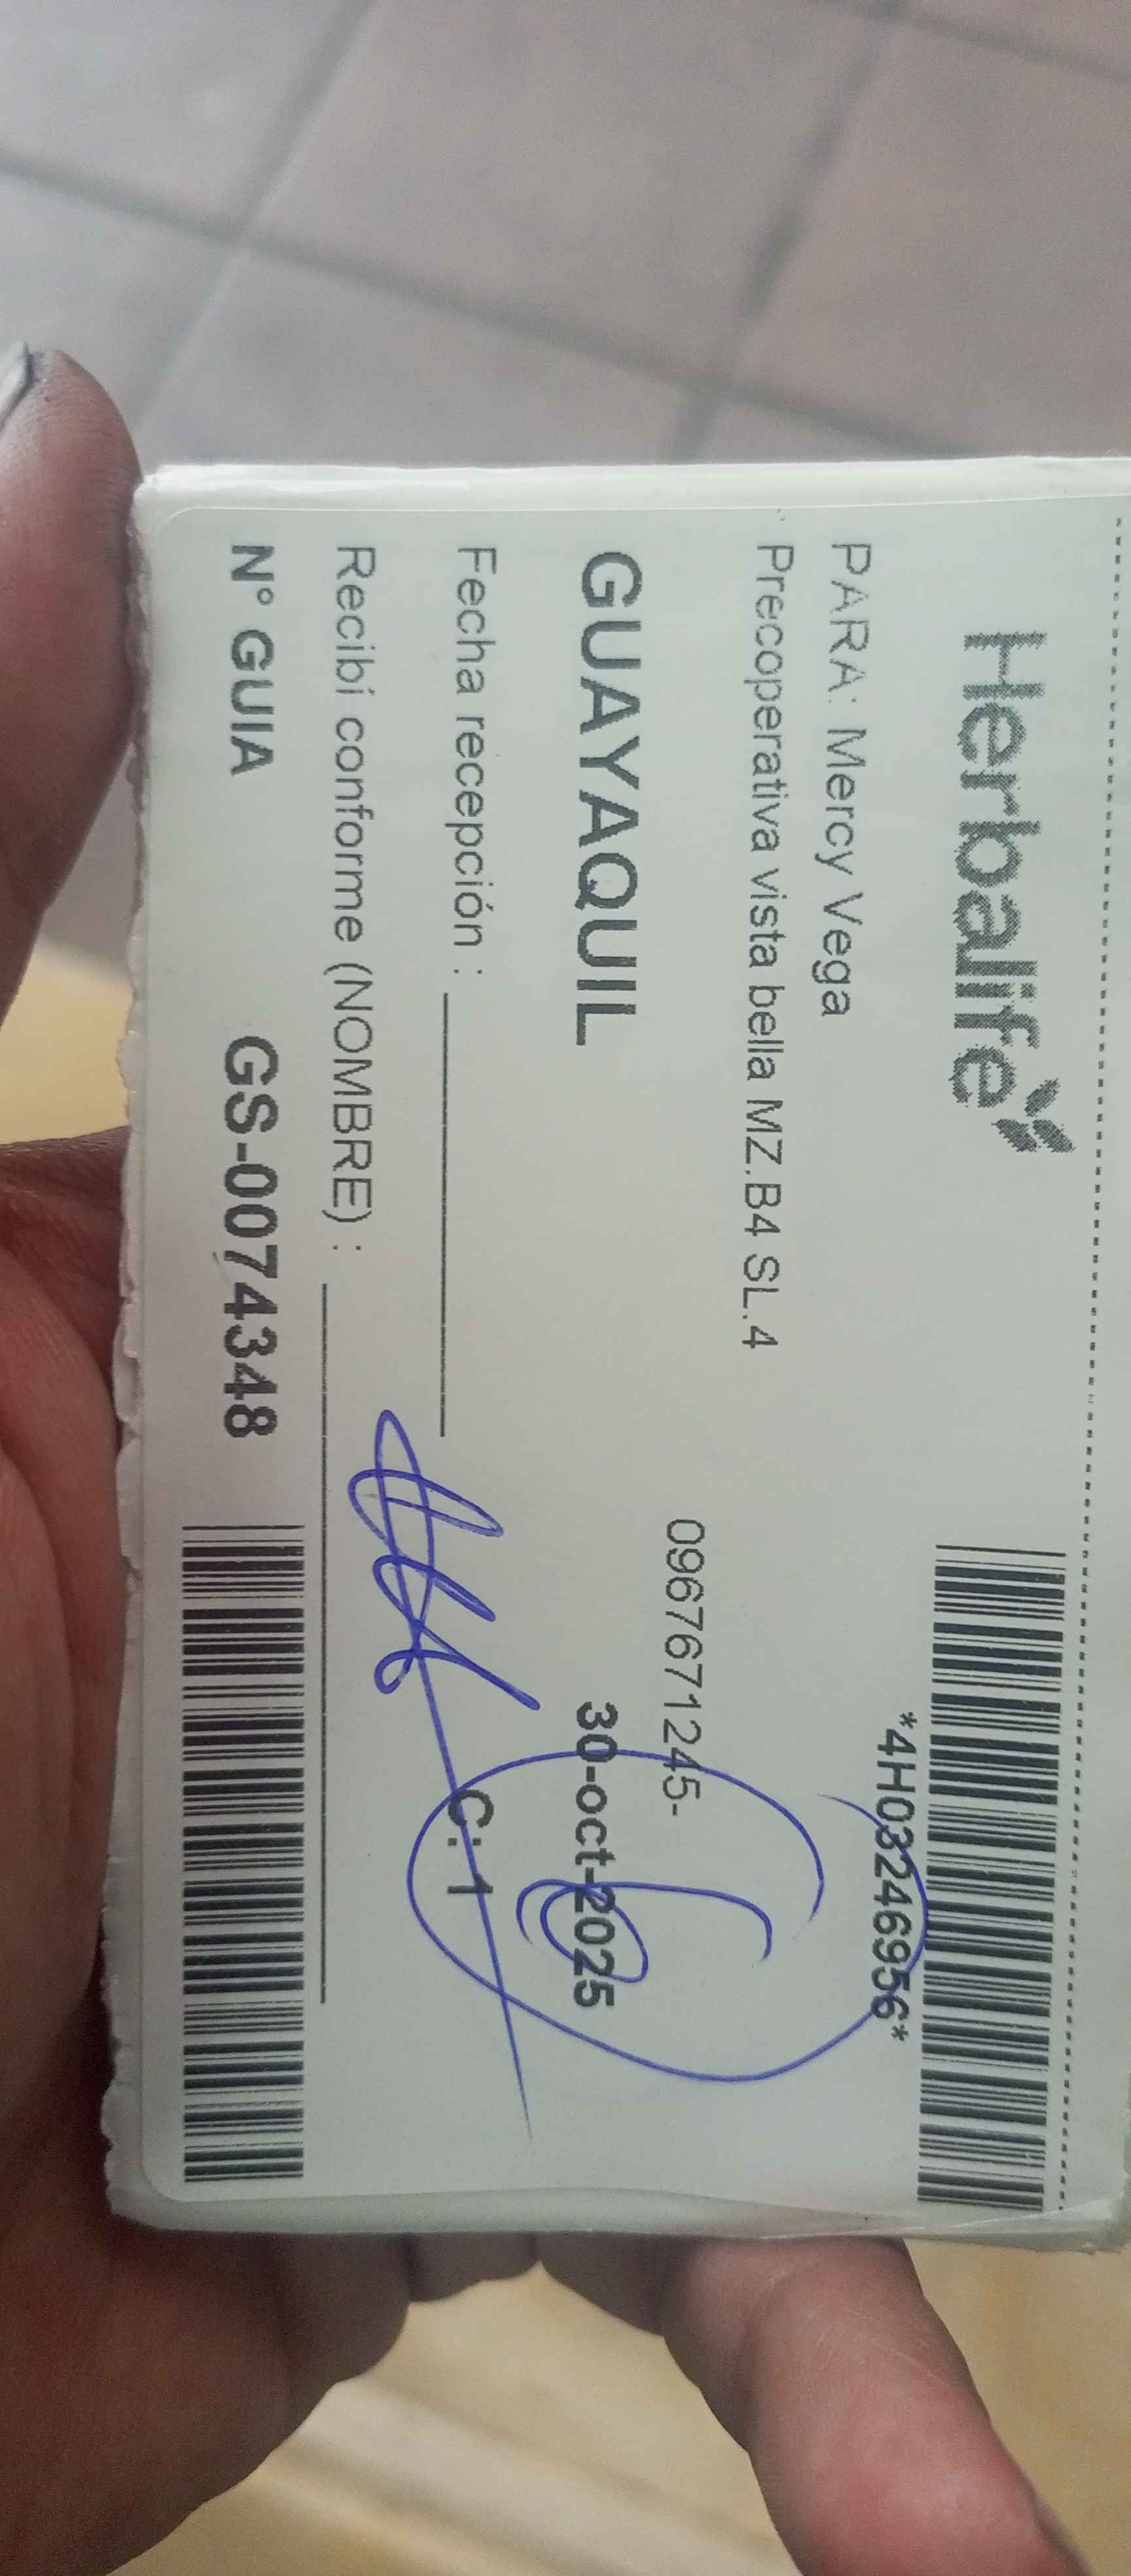 Herbalife
*4H03246956*
PARA: Mercy Vega
Precoperativa vista bella MZ.B4 SL.4
0967671245-
GUAYAQUIL
30-oct-2025
Fecha recepción :
C: 1
Recibí conforme (NOMBRE) :
N° GUIA GS-0074348